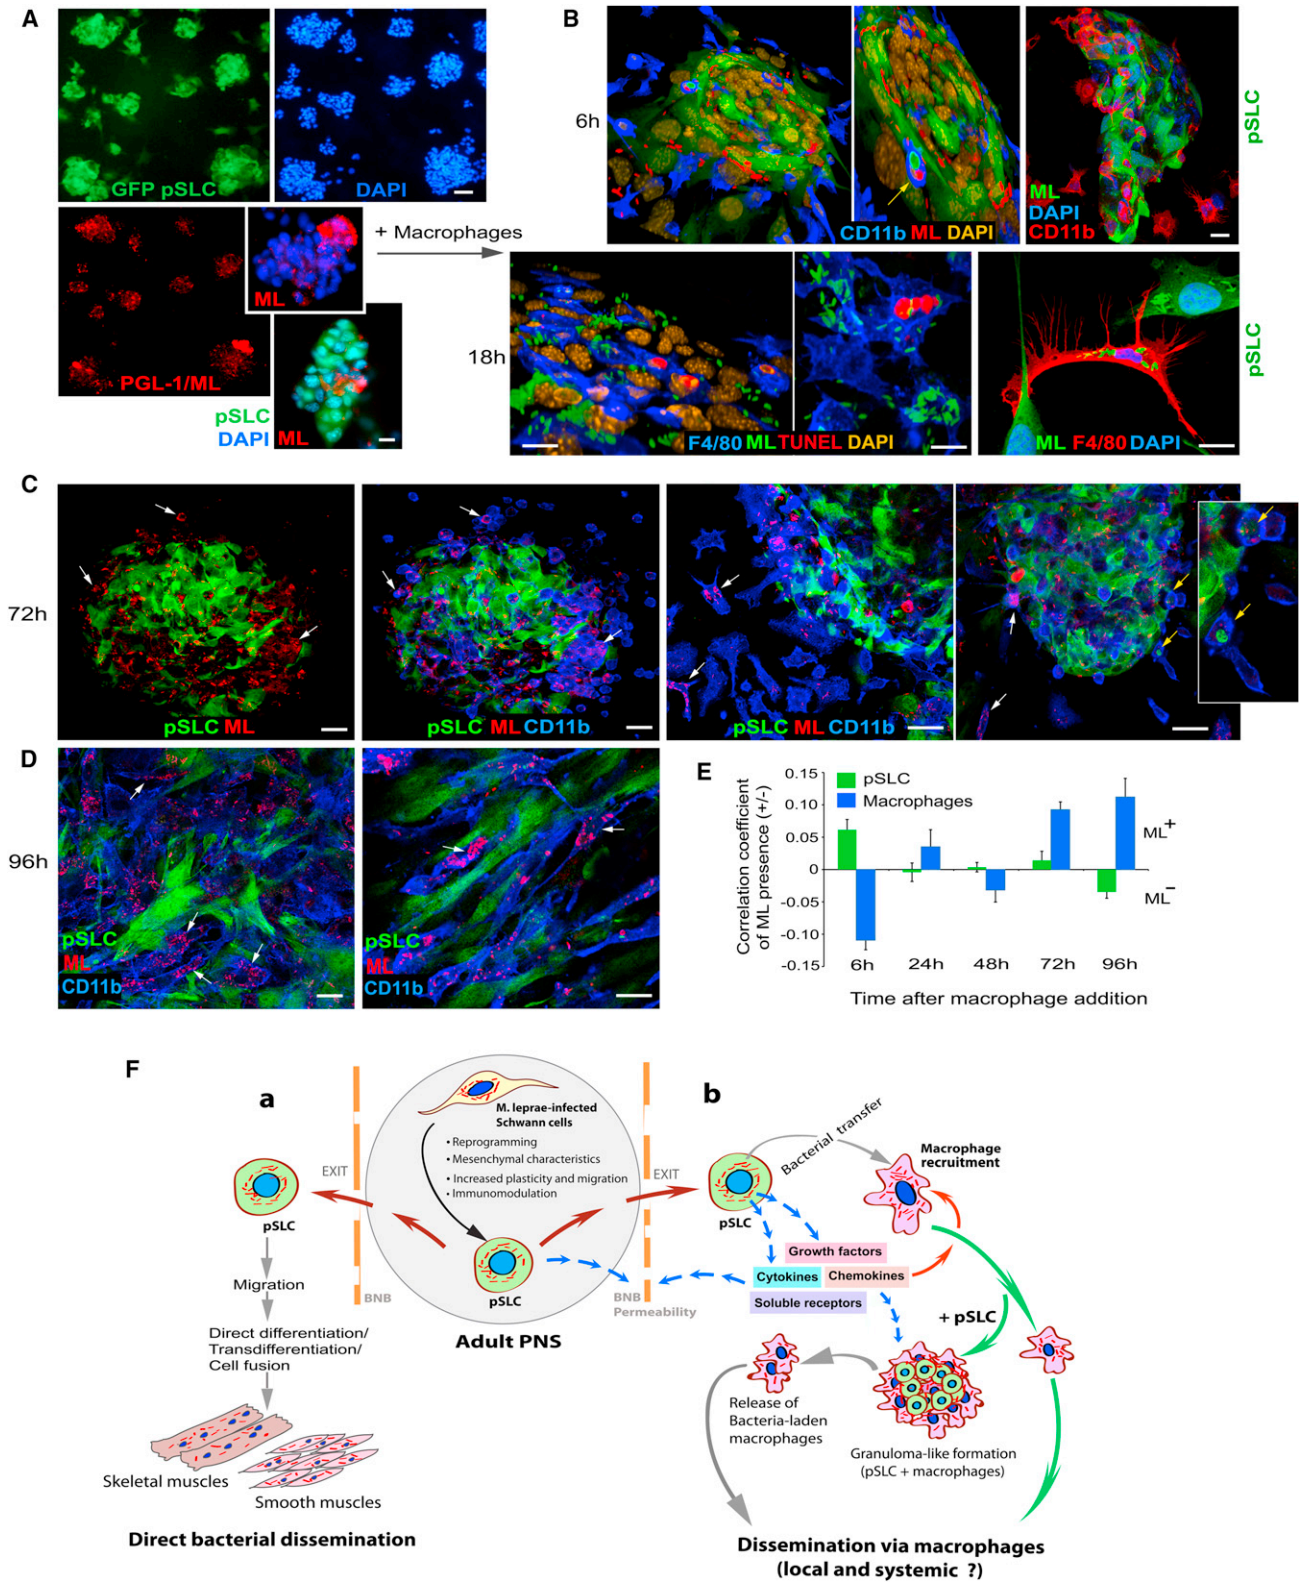 A
GFP pSLC
DAPI
PGL-1/ML
ML
pSLC
DAPI
ML
+ Macrophages
B
6h
CD11b ML DAPI
ML
DAPI
CD11b
pSLC
18h
F4/80 ML TUNEL DAPI
ML F4/80 DAPI
pSLC
C
72h
pSLC ML
pSLC ML CD11b
pSLC ML CD11b
D
96h
pSLC
ML
CD11b
pSLC
ML
CD11b
E
Correlation coefficient
of ML presence (+/-)
0.15
0.10
0.05
0
-0.05
-0.10
-0.15
pSLC
Macrophages
ML+
ML-
6h 24h 48h 72h 96h
Time after macrophage addition
F
a
EXIT
pSLC
Migration
BNB
Direct differentiation/
Transdifferentiation/
Cell fusion
Skeletal muscles
Smooth muscles
Direct bacterial dissemination
M. leprae-infected
Schwann cells
• Reprogramming
• Mesenchymal characteristics
• Increased plasticity and migration
• Immunomodulation
pSLC
Adult PNS
EXIT
BNB
Permeability
b
pSLC
Bacterial transfer
Macrophage
recruitment
Growth factors
Cytokines
Chemokines
Soluble receptors
+ pSLC
Release of
Bacteria-laden
macrophages
Granuloma-like formation
(pSLC + macrophages)
Dissemination via macrophages
(local and systemic ?)